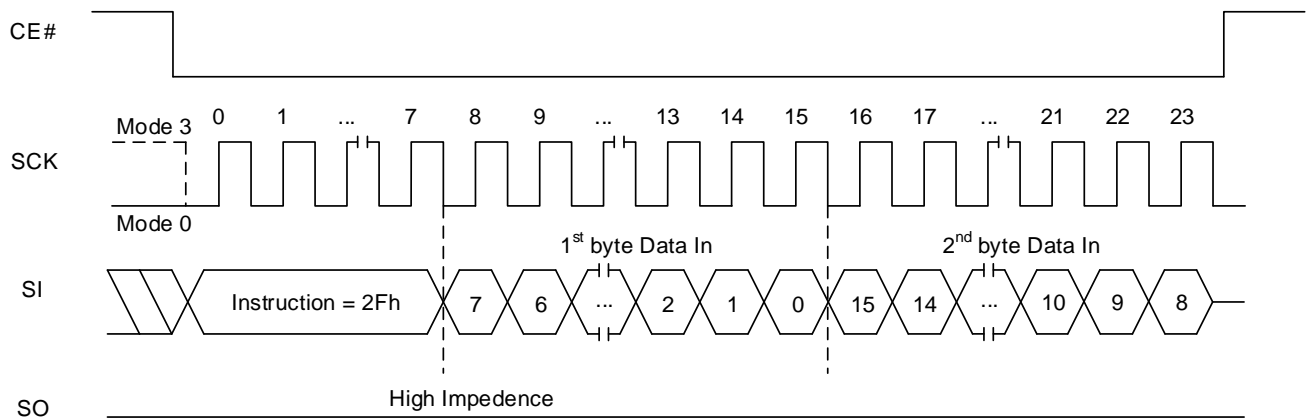 CE#
0 1 ... 7 8 9 ... 13 14 15 16 17 ... 21 22 23
Mode 3
SCK
Mode 0
1st byte Data In 2nd byte Data In
SI Instruction = 2Fh 7 6 ... 2 1 0 15 14 ... 10 9 8
High Impedence
SO